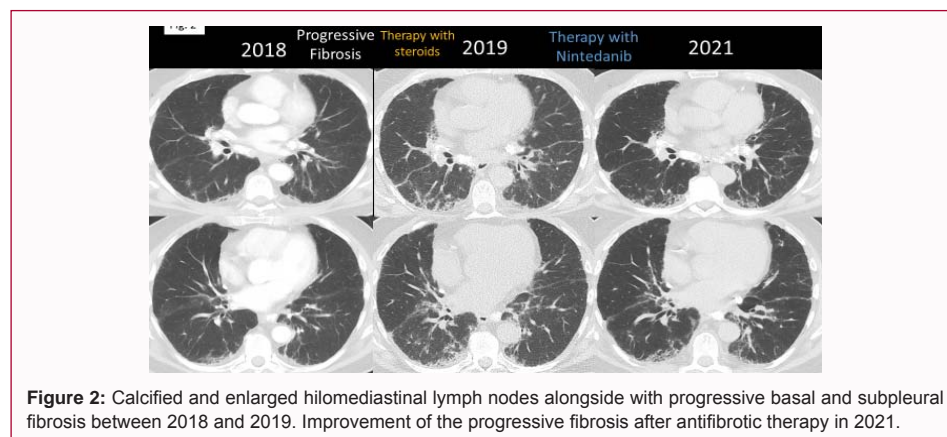 Fig. 2
2018 Progressive Fibrosis Therapy with steroids 2019 Therapy with Nintedanib 2021
Figure 2: Calcified and enlarged hilomediastinal lymph nodes alongside with progressive basal and subpleural
fibrosis between 2018 and 2019. Improvement of the progressive fibrosis after antifibrotic therapy in 2021.